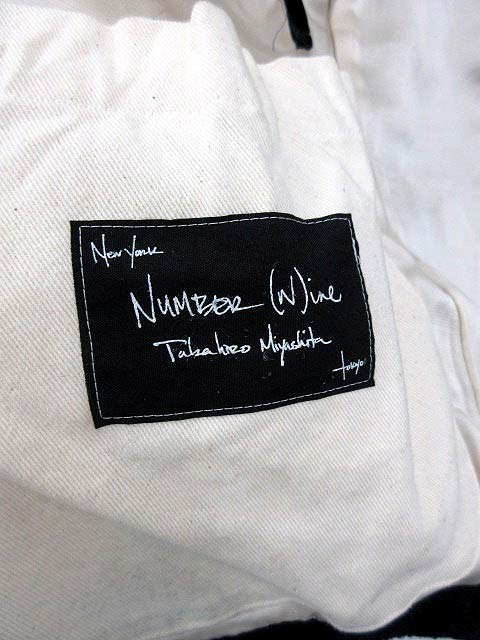 New York
NUMBER (N)ine
Takahiro Miyashita
tokyo